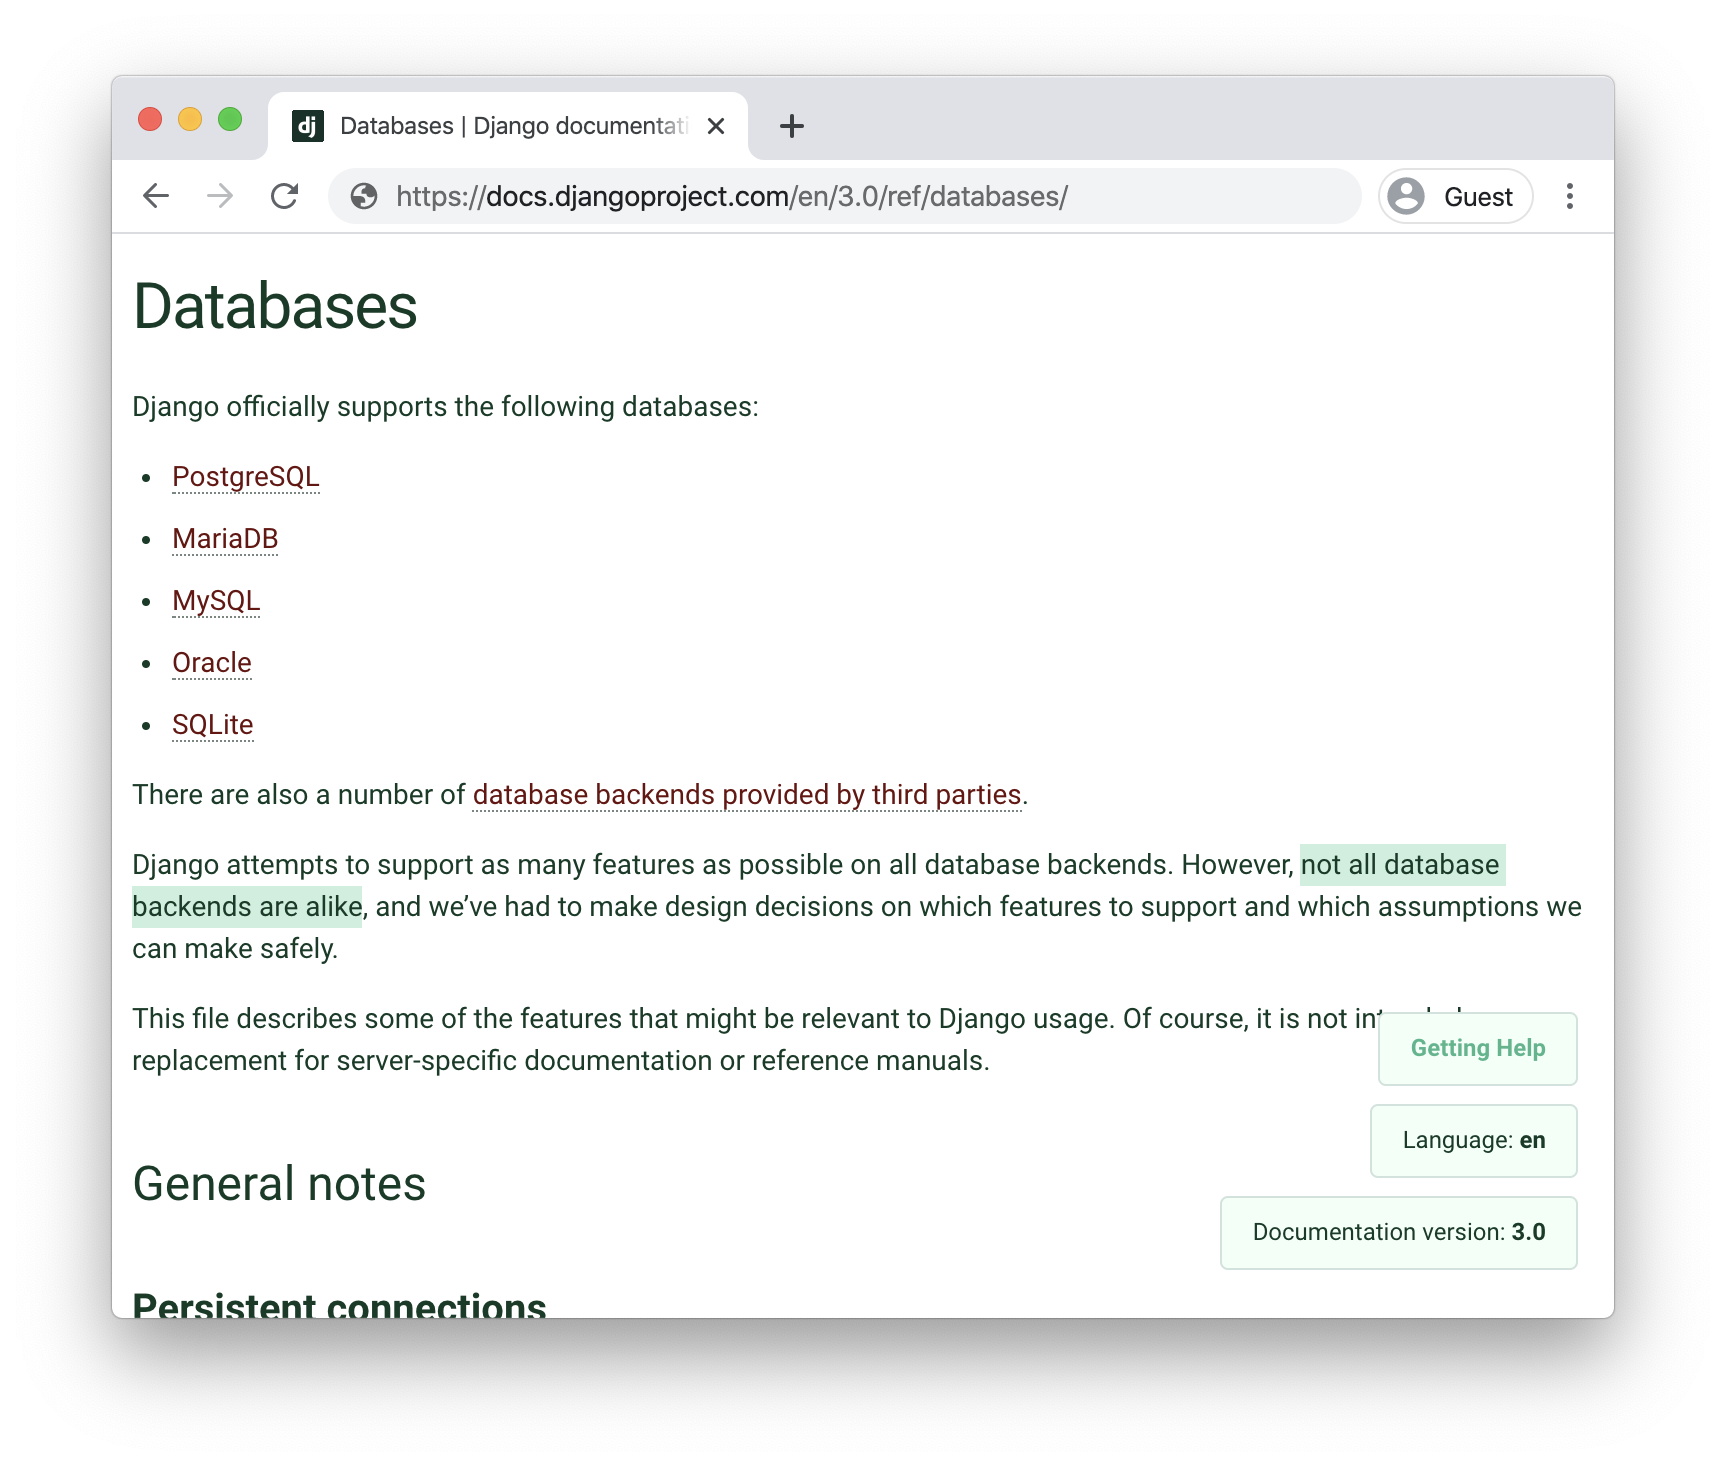 dj Databases | Django documentati
https://docs.djangoproject.com/en/3.0/ref/databases/ Guest
Databases
Django officially supports the following databases:
PostgreSQL
MariaDB
MySQL
Oracle
SQLite
There are also a number of database backends provided by third parties.
Django attempts to support as many features as possible on all database backends. However, not all database
backends are alike, and we’ve had to make design decisions on which features to support and which assumptions we
can make safely.
This file describes some of the features that might be relevant to Django usage. Of course, it is not
replacement for server-specific documentation or reference manuals.
Getting Help
Language: en
General notes
Documentation version: 3.0
Persistent connections